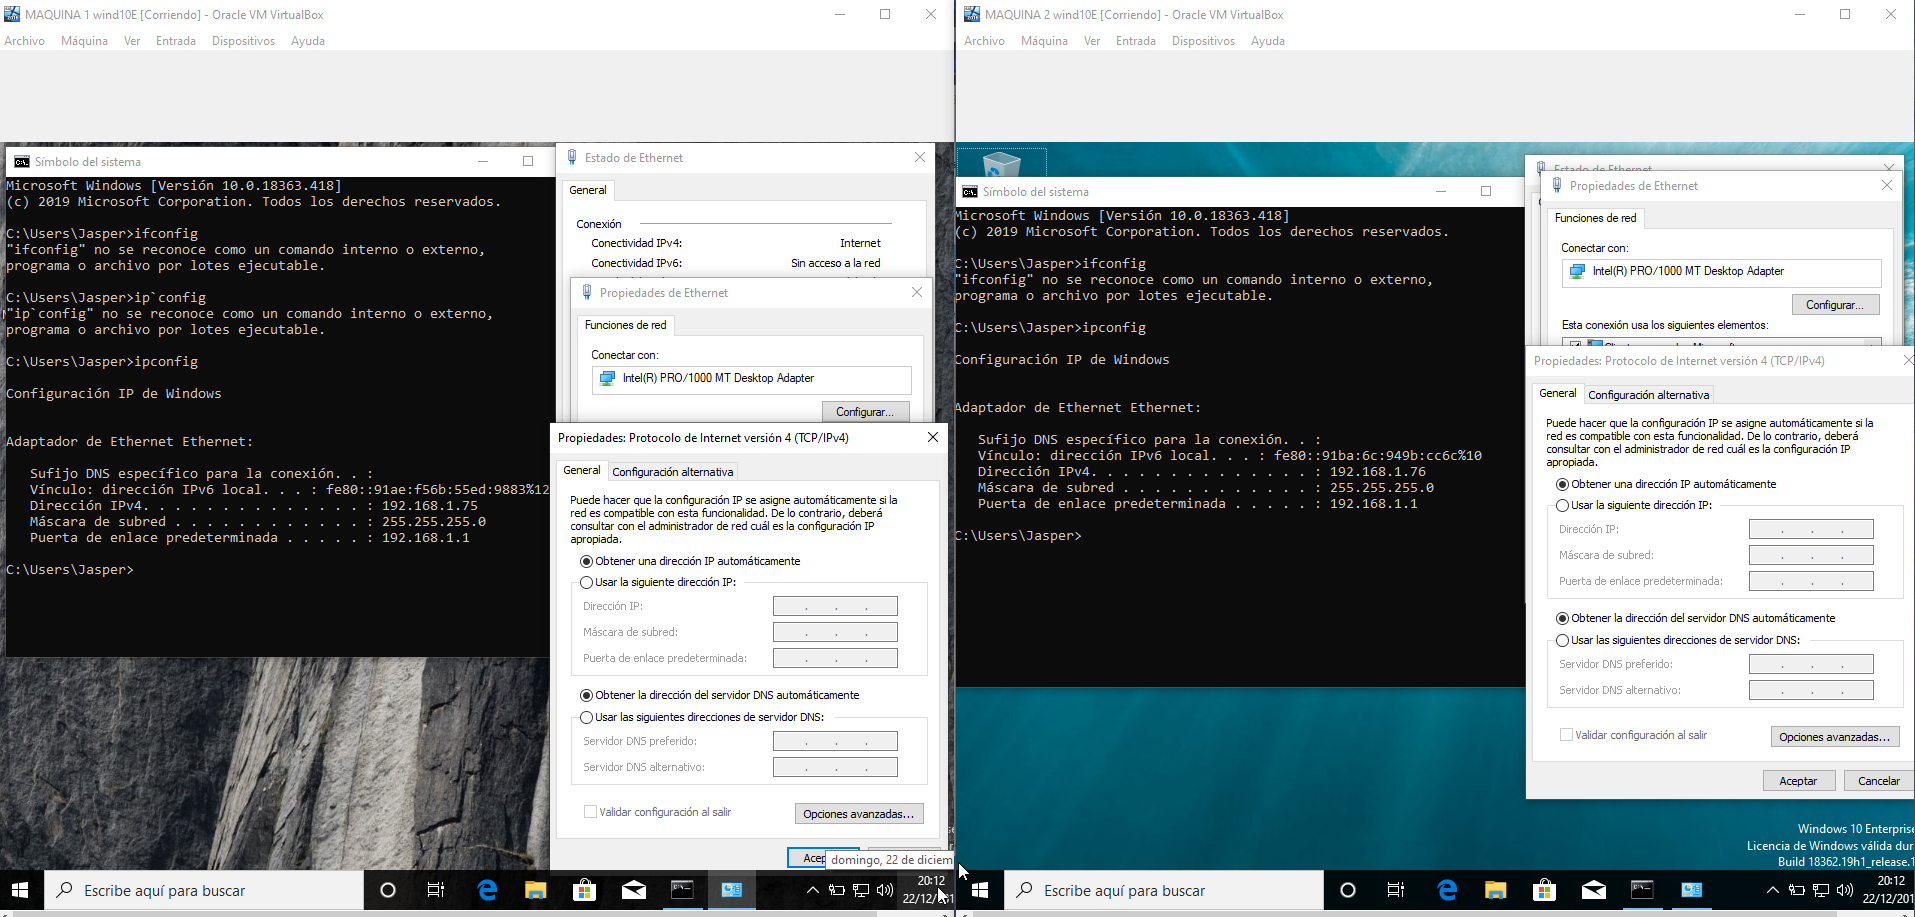 MAQUINA 1 wind10E [Corriendo] - Oracle VM VirtualBox
Archivo Máquina Ver Entrada Dispositivos Ayuda
Símbolo del sistema
Microsoft Windows [Versión 10.0.18363.418]
(c) 2019 Microsoft Corporation. Todos los derechos reservados.
C:\Users\Jasper>ifconfig
"ifconfig" no se reconoce como un comando interno o externo,
programa o archivo por lotes ejecutable.
C:\Users\Jasper>ip`config
"ip`config" no se reconoce como un comando interno o externo,
programa o archivo por lotes ejecutable.
C:\Users\Jasper>ipconfig
Configuración IP de Windows
Adaptador de Ethernet Ethernet:
Sufijo DNS específico para la conexión. . :
Vínculo: dirección IPv6 local. . . : fe80::91ae:f56b:55ed:9883%12
Dirección IPv4. . . . . . . . . . . . . . : 192.168.1.75
Máscara de subred . . . . . . . . . . . . : 255.255.255.0
Puerta de enlace predeterminada . . . . . : 192.168.1.1
C:\Users\Jasper>
Estado de Ethernet
General
Conexión
Conectividad IPv4: Internet
Conectividad IPv6: Sin acceso a la red
Propiedades de Ethernet
Funciones de red
Conectar con:
Intel(R) PRO/1000 MT Desktop Adapter
Configurar...
Propiedades: Protocolo de Internet versión 4 (TCP/IPv4)
General Configuración alternativa
Puede hacer que la configuración IP se asigne automáticamente si la
red es compatible con esta funcionalidad. De lo contrario, deberá
consultar con el administrador de red cuál es la configuración IP
apropiada.
Obtener una dirección IP automáticamente
Usar la siguiente dirección IP:
Dirección IP:
Máscara de subred:
Puerta de enlace predeterminada:
Obtener la dirección del servidor DNS automáticamente
Usar las siguientes direcciones de servidor DNS:
Servidor DNS preferido:
Servidor DNS alternativo:
Validar configuración al salir
Opciones avanzadas...
domingo, 22 de diciem
Escribe aquí para buscar
20:12
22/12/
MAQUINA 2 wind10E [Corriendo] - Oracle VM VirtualBox
Archivo Máquina Ver Entrada Dispositivos Ayuda
Símbolo del sistema
Microsoft Windows [Versión 10.0.18363.418]
(c) 2019 Microsoft Corporation. Todos los derechos reservados.
C:\Users\Jasper>ifconfig
"ifconfig" no se reconoce como un comando interno o externo,
programa o archivo por lotes ejecutable.
C:\Users\Jasper>ipconfig
Configuración IP de Windows
Adaptador de Ethernet Ethernet:
Sufijo DNS específico para la conexión. . :
Vínculo: dirección IPv6 local. . . : fe80::91ba:6c:949b:cc6c%10
Dirección IPv4. . . . . . . . . . . . . . : 192.168.1.76
Máscara de subred . . . . . . . . . . . . : 255.255.255.0
Puerta de enlace predeterminada . . . . . : 192.168.1.1
C:\Users\Jasper>
Estado de Ethernet
Propiedades de Ethernet
Funciones de red
Conectar con:
Intel(R) PRO/1000 MT Desktop Adapter
Configurar...
Esta conexión usa los siguientes elementos:
Propiedades: Protocolo de Internet versión 4 (TCP/IPv4)
General Configuración alternativa
Puede hacer que la configuración IP se asigne automáticamente si la
red es compatible con esta funcionalidad. De lo contrario, deberá
consultar con el administrador de red cuál es la configuración IP
apropiada.
Obtener una dirección IP automáticamente
Usar la siguiente dirección IP:
Dirección IP:
Máscara de subred:
Puerta de enlace predeterminada:
Obtener la dirección del servidor DNS automáticamente
Usar las siguientes direcciones de servidor DNS:
Servidor DNS preferido:
Servidor DNS alternativo:
Validar configuración al salir
Opciones avanzadas...
Aceptar Cancelar
Windows 10 Enterprise
Licencia de Windows válida dur
Build 18362.19h1_release.1
Escribe aquí para buscar
20:12
22/12/201